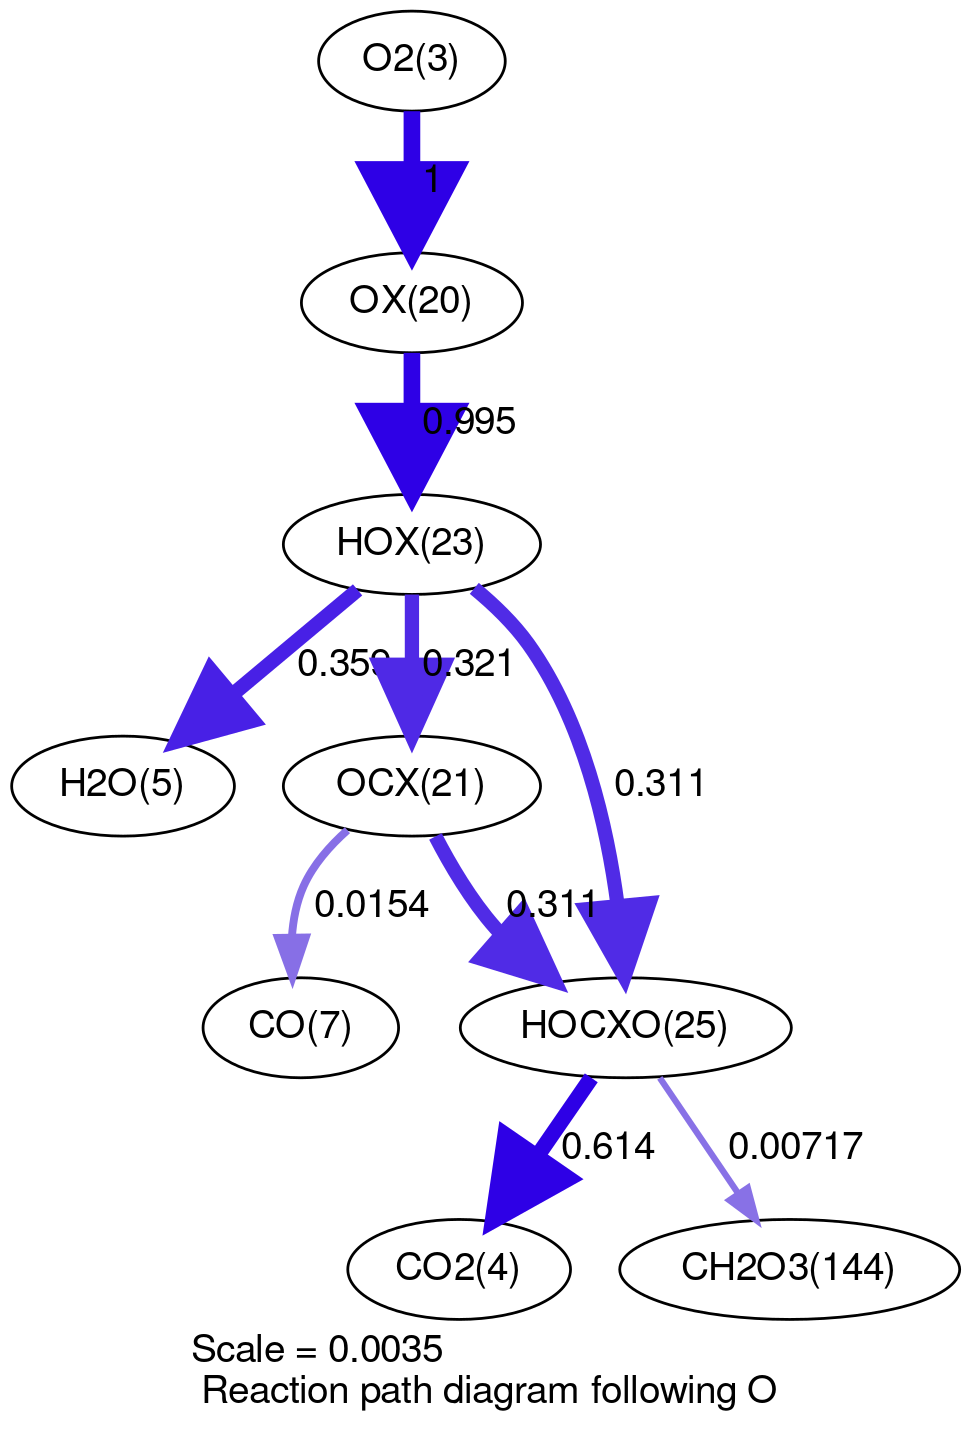 O2(3)
1
OX(20)
0.995
HOX(23)
0.359
0.321
H2O(5)
OCX(21)
0.311
0.0154
0.311
CO(7)
HOCXO(25)
0.614
0.00717
CO2(4)
CH2O3(144)
Scale = 0.0035
Reaction path diagram following O